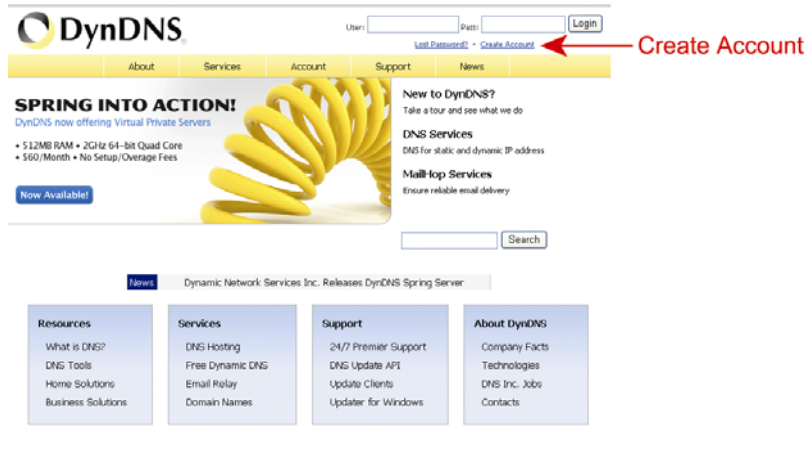 DynDNS
User: Pass: Login
Lost Password? • Create Account
Create Account
About Services Account Support News
SPRING INTO ACTION!
DynDNS now offering Virtual Private Servers
• 512MB RAM • 2GHz 64-bit Quad Core
• $60/Month • No Setup/Overage Fees
Now Available!
New to DynDNS?
Take a tour and see what we do
DNS Services
DNS for static and dynamic IP address
MailHop Services
Ensure reliable email delivery
Search
News Dynamic Network Services Inc. Releases DynDNS Spring Server
Resources
What is DNS?
DNS Tools
Home Solutions
Business Solutions
Services
DNS Hosting
Free Dynamic DNS
Email Relay
Domain Names
Support
24/7 Premier Support
DNS Update API
Update Clients
Updater for Windows
About DynDNS
Company Facts
Technologies
DNS Inc. Jobs
Contacts